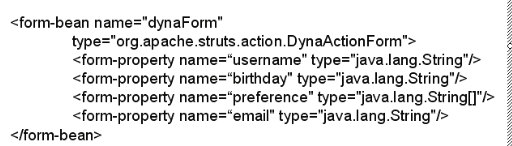 <form-bean name="dynaForm"
type="org.apache.struts.action.DynaActionForm">
<form-property name=“username" type="java.lang.String"/>
<form-property name=“birthday" type="java.lang.String"/>
<form-property name=“preference" type="java.lang.String[]"/>
<form-property name=“email" type="java.lang.String"/>
</form-bean>